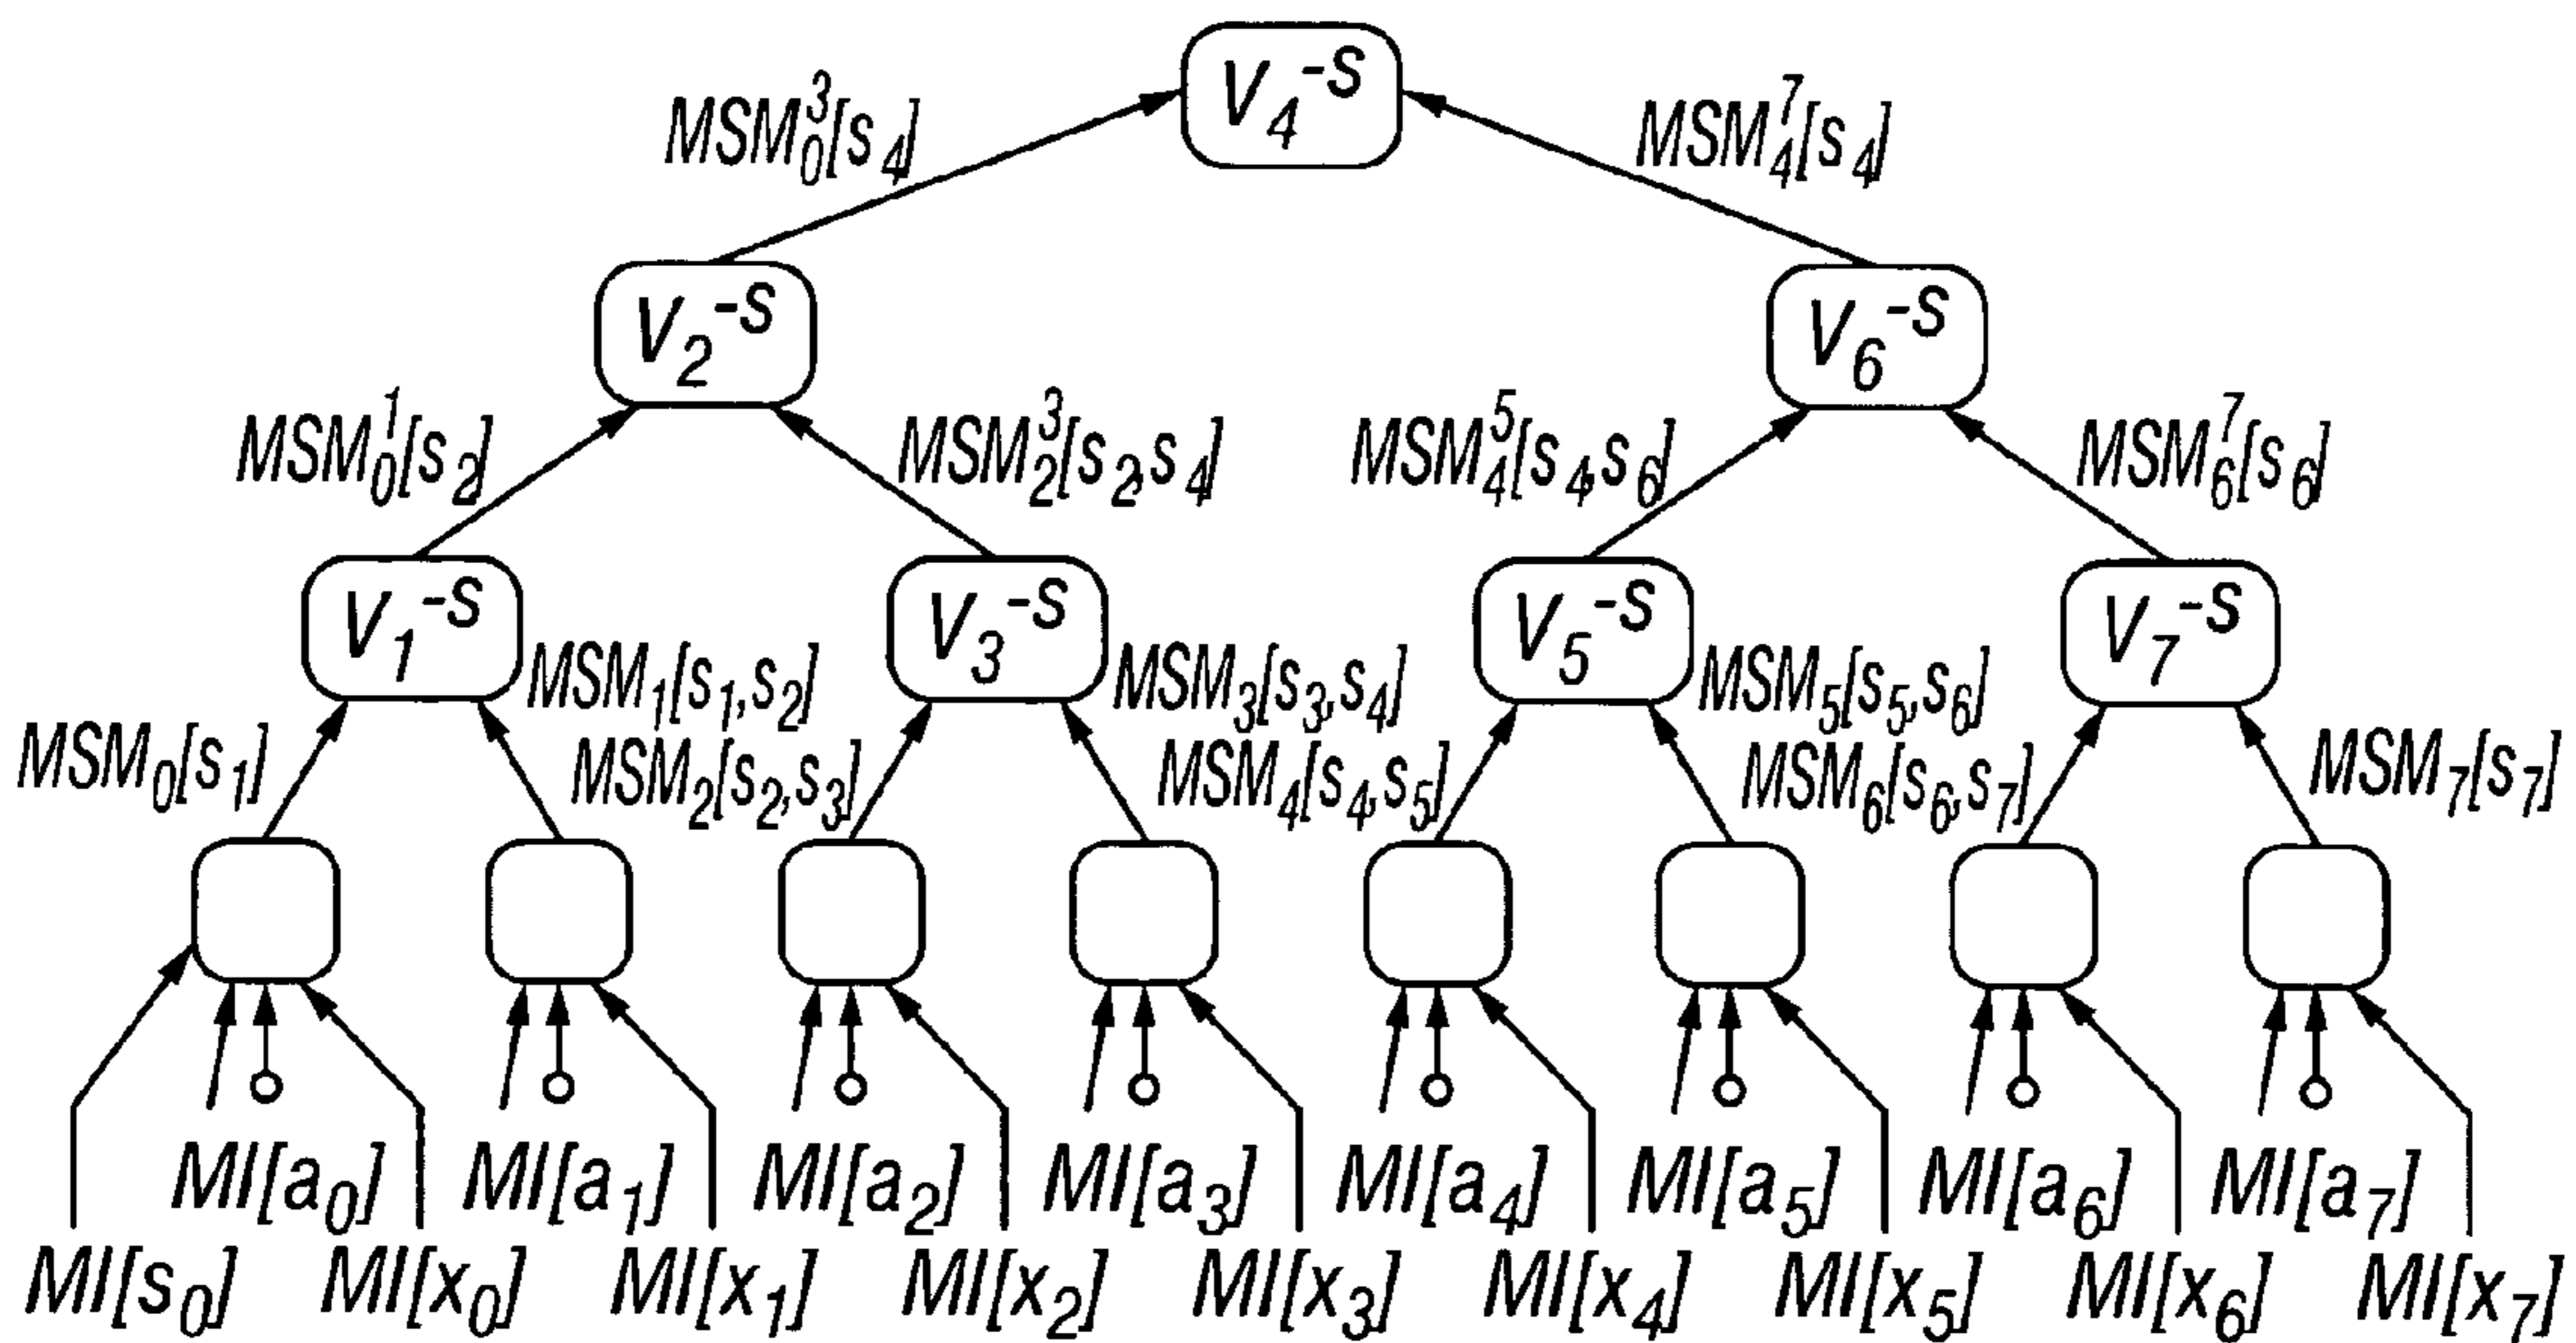 V₄⁻ˢ
MSM₀³[s₄] MSM₄⁷[s₄]
V₂⁻ˢ V₆⁻ˢ
MSM₀¹[s₂] MSM₂³[s₂,s₄] MSM₄⁵[s₄,s₆] MSM₆⁷[s₆]
V₁⁻ˢ V₃⁻ˢ V₅⁻ˢ V₇⁻ˢ
MSM₁[s₁,s₂] MSM₃[s₃,s₄] MSM₅[s₅,s₆]
MSM₀[s₁] MSM₂[s₂,s₃] MSM₄[s₄,s₅] MSM₆[s₆,s₇] MSM₇[s₇]
MI[a₀] MI[a₁] MI[a₂] MI[a₃] MI[a₄] MI[a₅] MI[a₆] MI[a₇]
MI[s₀] MI[x₀] MI[x₁] MI[x₂] MI[x₃] MI[x₄] MI[x₅] MI[x₆] MI[x₇]